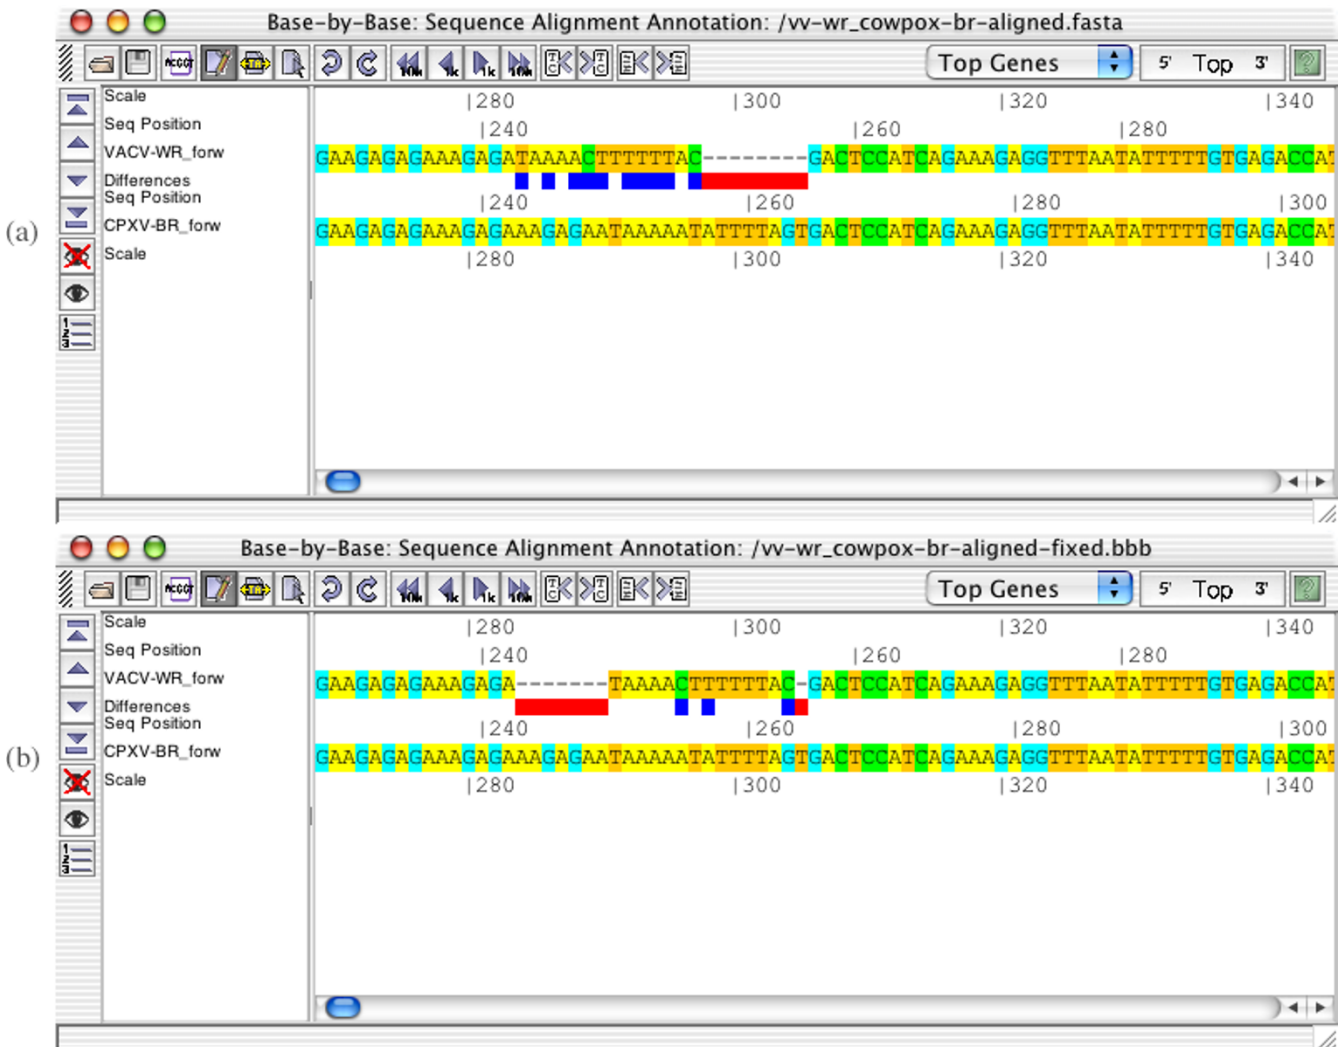 Base-by-Base: Sequence Alignment Annotation: /vv-wr_cowpox-br-aligned.fasta
Top Genes 5' Top 3'
Scale |280 |300 |320 |340
Seq Position |240 |260 |280
VACV-WR_forw GAAGAGAGAAAGAGATAAAACTTTTTTAC--------GACTCCATCAGAAAGAGGTTTAATATTTTTGTGAGACCAT
Differences
Seq Position |240 |260 |280 |300
(a) CPXV-BR_forw GAAGAGAGAAAGAGAAAGAGAATAAAAATATTTTAGTGACTCCATCAGAAAGAGGTTTAATATTTTTGTGAGACCAT
Scale |280 |300 |320 |340
Base-by-Base: Sequence Alignment Annotation: /vv-wr_cowpox-br-aligned-fixed.bbb
Top Genes 5' Top 3'
Scale |280 |300 |320 |340
Seq Position |240 |260 |280
VACV-WR_forw GAAGAGAGAAAGAGA-------TAAAACTTTTTTAC-GACTCCATCAGAAAGAGGTTTAATATTTTTGTGAGACCAT
Differences
Seq Position |240 |260 |280 |300
(b) CPXV-BR_forw GAAGAGAGAAAGAGAAAGAGAATAAAAATATTTTAGTGACTCCATCAGAAAGAGGTTTAATATTTTTGTGAGACCAT
Scale |280 |300 |320 |340